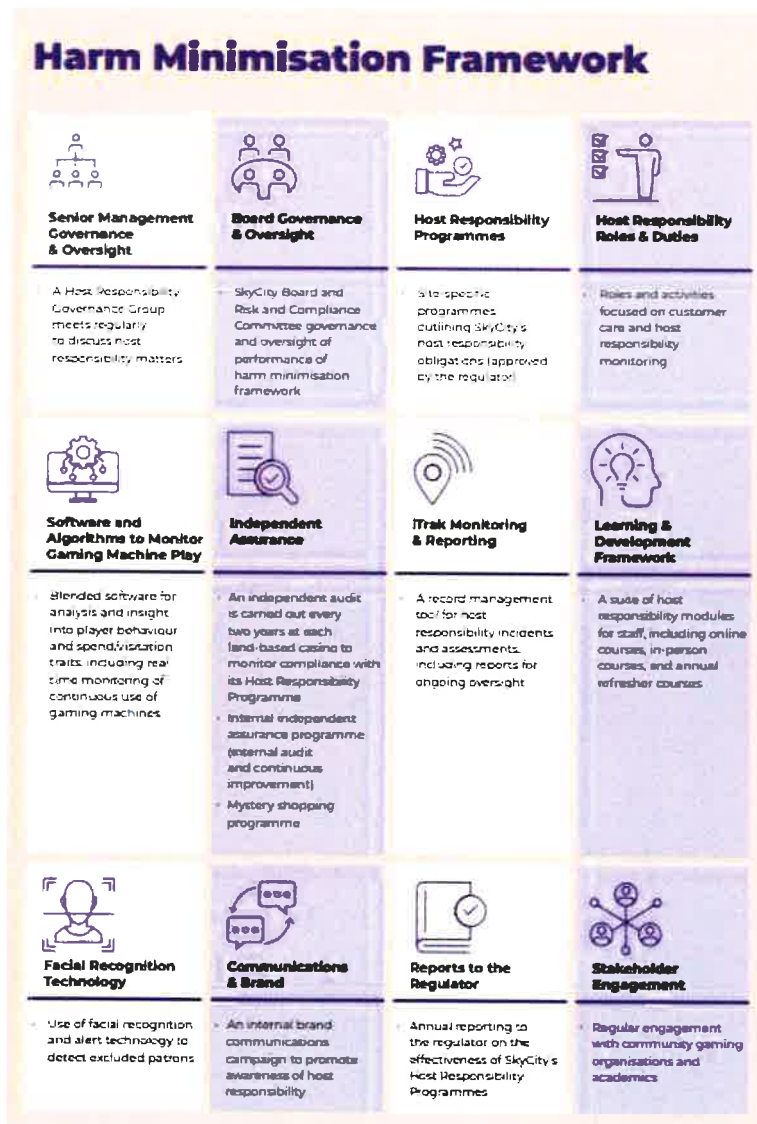 Harm Minimisation Framework
Senior Management
Governance
& Oversight
A Host Responsibility
Governance Group
meets regularly
to discuss host
responsibility matters
Board Governance
& Oversight
SkyCity Board and
Risk and Compliance
Committee governance
and oversight of
performance of
harm minimisation
framework
Host Responsibility
Programmes
Site-specific
programmes
outlining SkyCity's
host responsibility
obligations (approved
by the regulator)
Host Responsibility
Roles & Duties
Roles and activities
focused on customer
care and host
responsibility
monitoring
Software and
Algorithms to Monitor
Gaming Machine Play
Blended software for
analysis and insight
into player behaviour
and spend/visitation
traits, including real
time monitoring of
continuous use of
gaming machines
Independent
Assurance
An independent audit
is carried out every
two years at each
land-based casino to
monitor compliance with
its Host Responsibility
Programme
Internal independent
assurance programme
(internal audit
and continuous
improvement)
Mystery shopping
programme
iTrak Monitoring
& Reporting
A record management
tool for host
responsibility incidents
and assessments,
including reports for
ongoing oversight
Learning &
Development
Framework
A suite of host
responsibility modules
for staff, including online
courses, in-person
courses, and annual
refresher courses
Facial Recognition
Technology
Use of facial recognition
and alert technology to
detect excluded patrons
Communications
& Brand
An internal brand
communications
campaign to promote
awareness of host
responsibility
Reports to the
Regulator
Annual reporting to
the regulator on the
effectiveness of SkyCity's
Host Responsibility
Programmes
Stakeholder
Engagement
Regular engagement
with community gaming
organisations and
academics